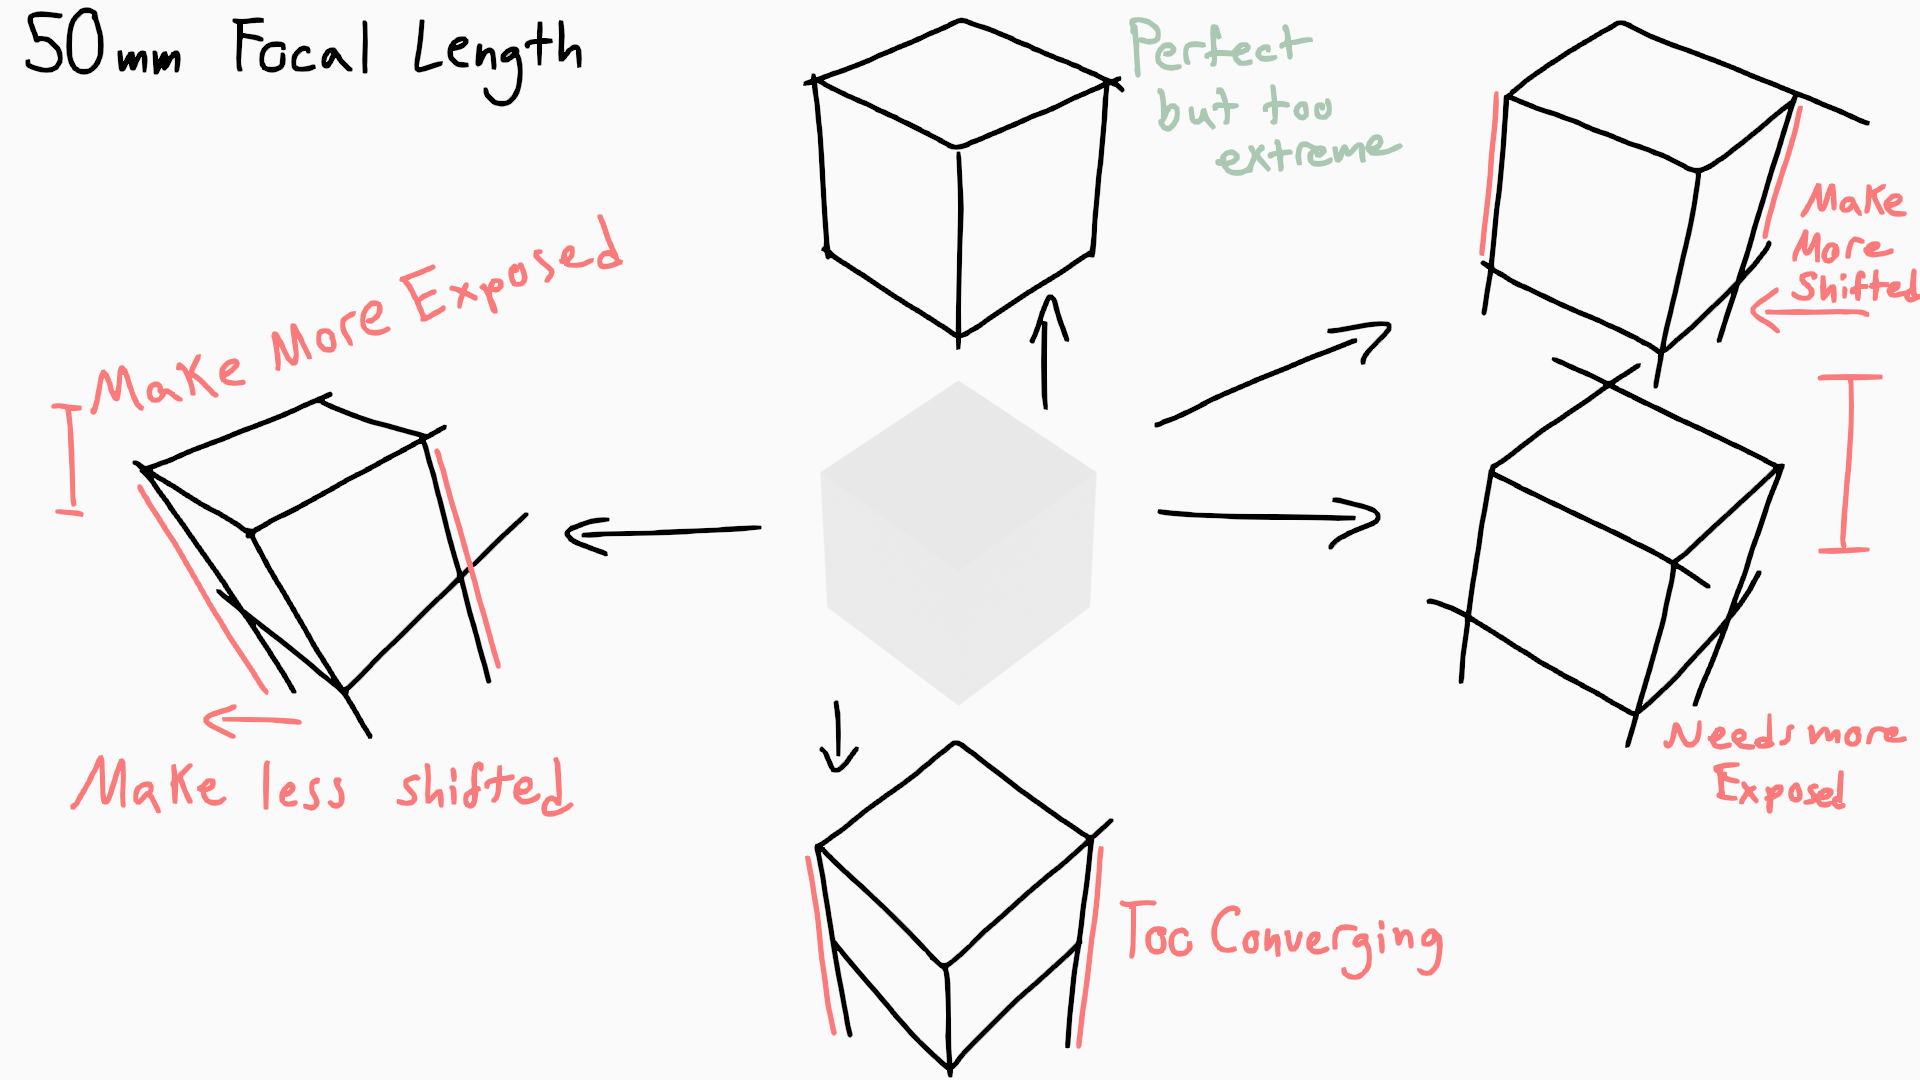 50mm Focal Length
Perfect
but too
extreme
Make
More
Shifted
Make More Exposed
Make less shifted
Needs more
Exposed
Too Converging